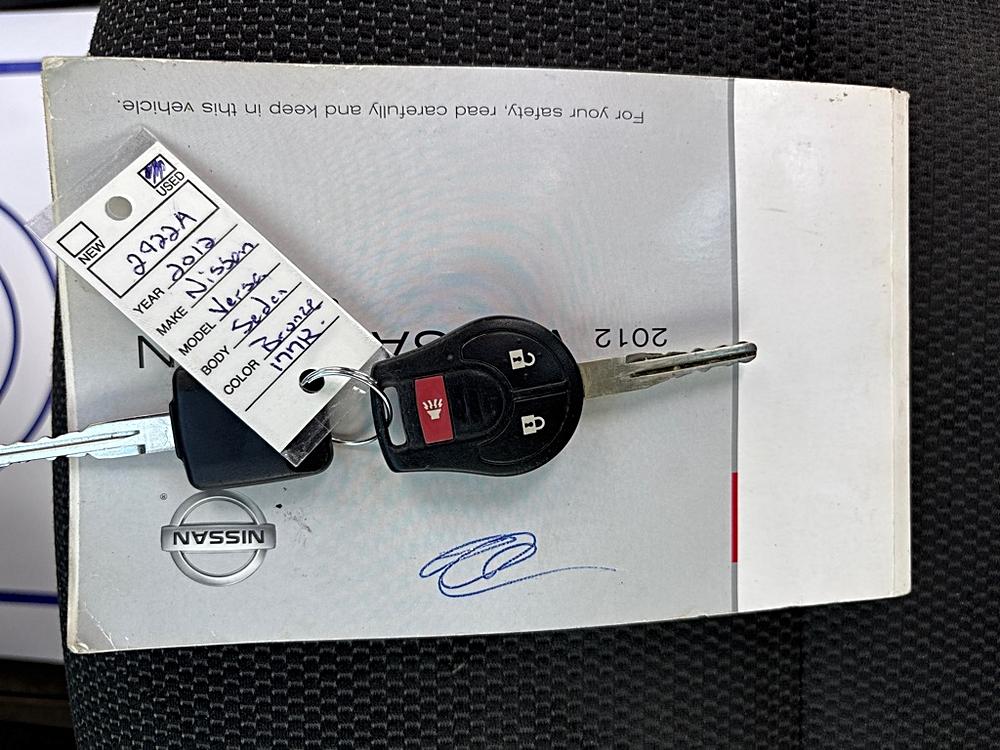 For your safety, read carefully and keep in this vehicle.
USED
NEW
2922A
YEAR 2012
MAKE Nissan
MODEL Versa
BODY Sedan
COLOR Bronze
177K.
2012
NISSAN
®